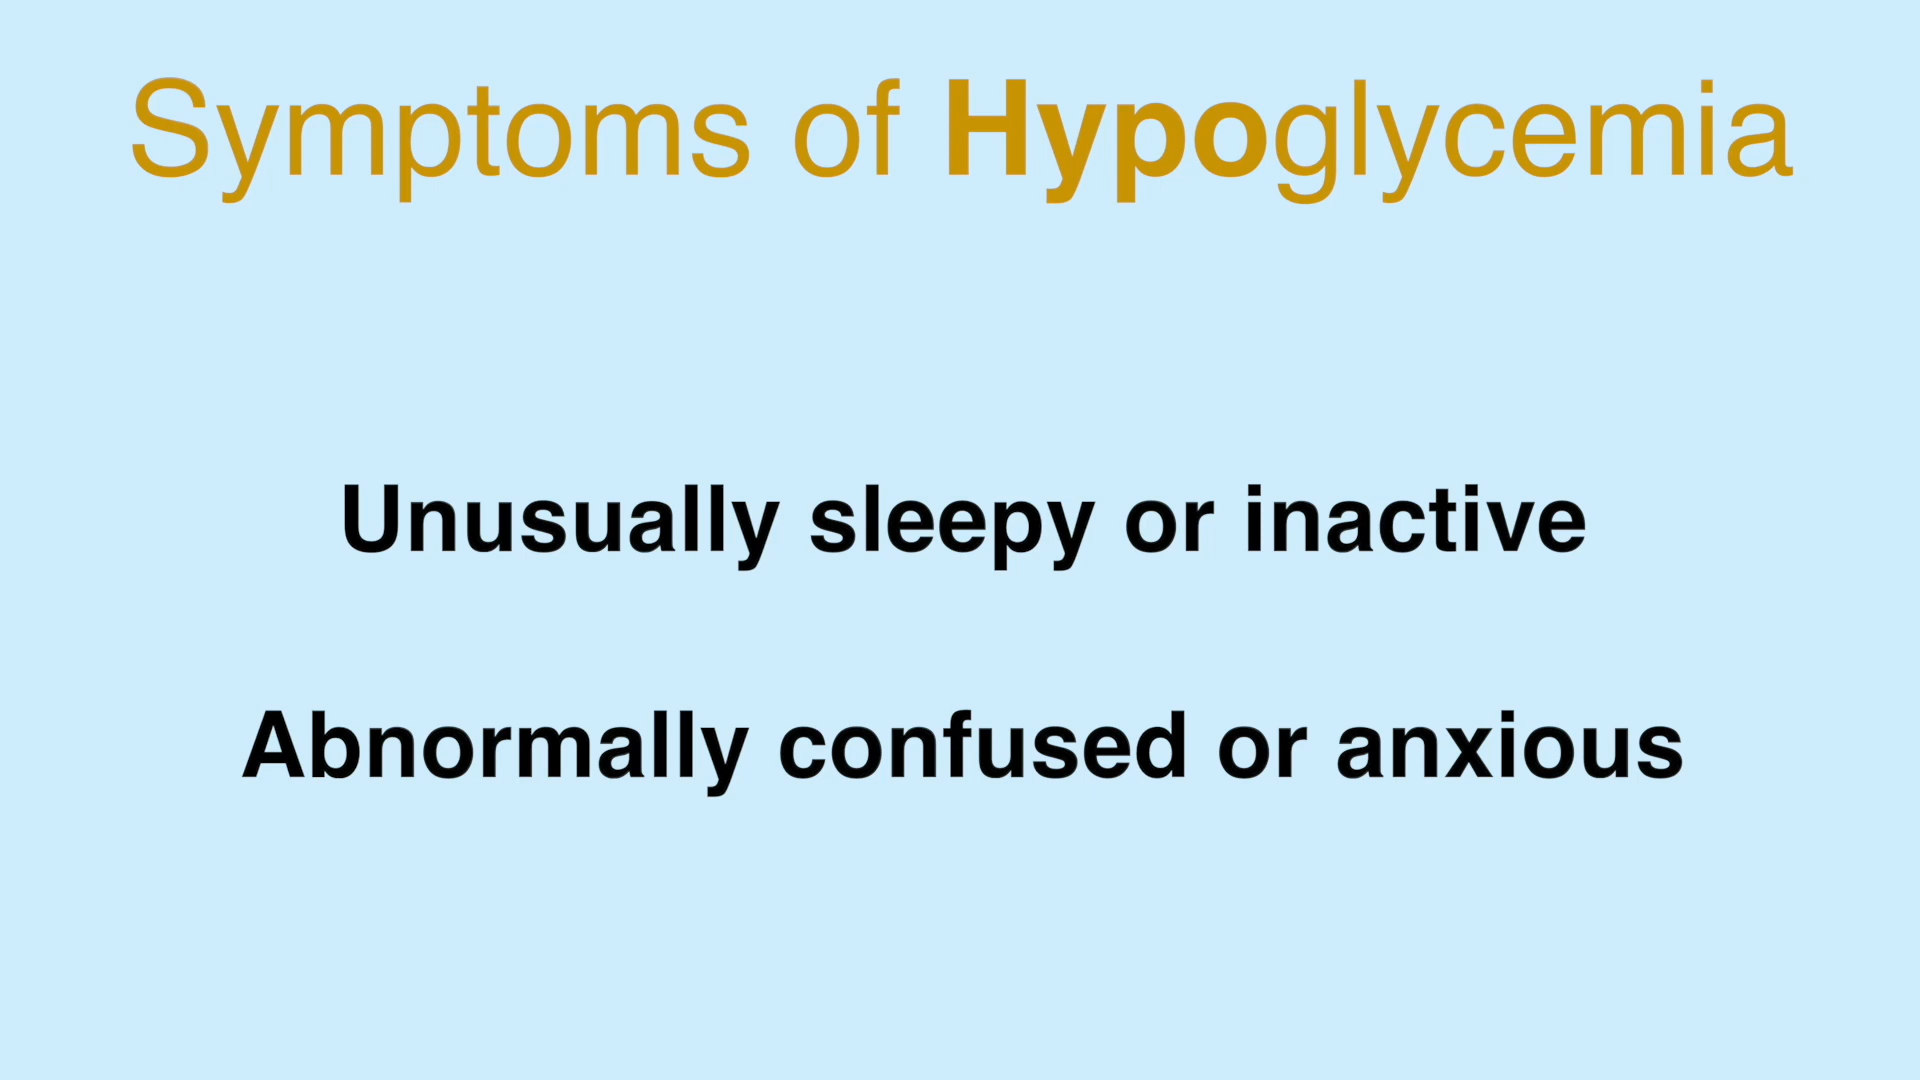 Symptoms of Hypoglycemia
Unusually sleepy or inactive
Abnormally confused or anxious